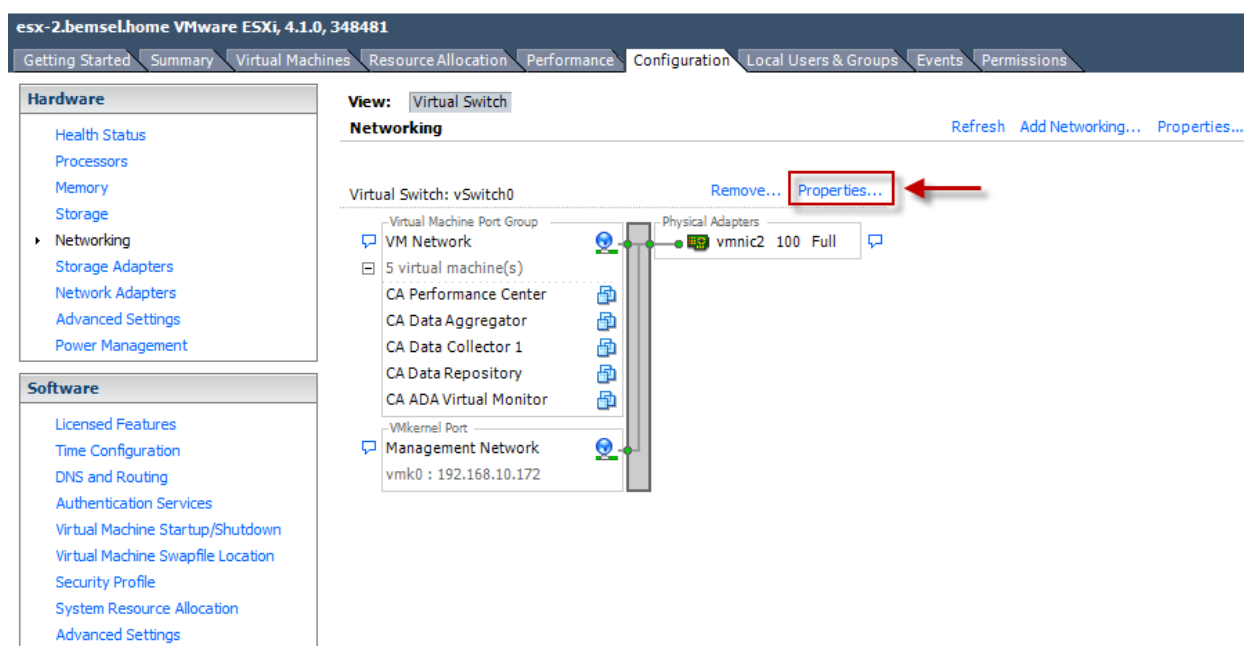 esx-2.bemsel.home VMware ESXi, 4.1.0, 348481
Getting Started Summary Virtual Machines Resource Allocation Performance Configuration Local Users & Groups Events Permissions
Hardware
Health Status
Processors
Memory
Storage
Networking
Storage Adapters
Network Adapters
Advanced Settings
Power Management
Software
Licensed Features
Time Configuration
DNS and Routing
Authentication Services
Virtual Machine Startup/Shutdown
Virtual Machine Swapfile Location
Security Profile
System Resource Allocation
Advanced Settings
View: Virtual Switch
Networking Refresh Add Networking... Properties...
Virtual Switch: vSwitch0 Remove... Properties...
Virtual Machine Port Group Physical Adapters
VM Network vmnic2 100 Full
5 virtual machine(s)
CA Performance Center
CA Data Aggregator
CA Data Collector 1
CA Data Repository
CA ADA Virtual Monitor
VMkernel Port
Management Network
vmk0 : 192.168.10.172